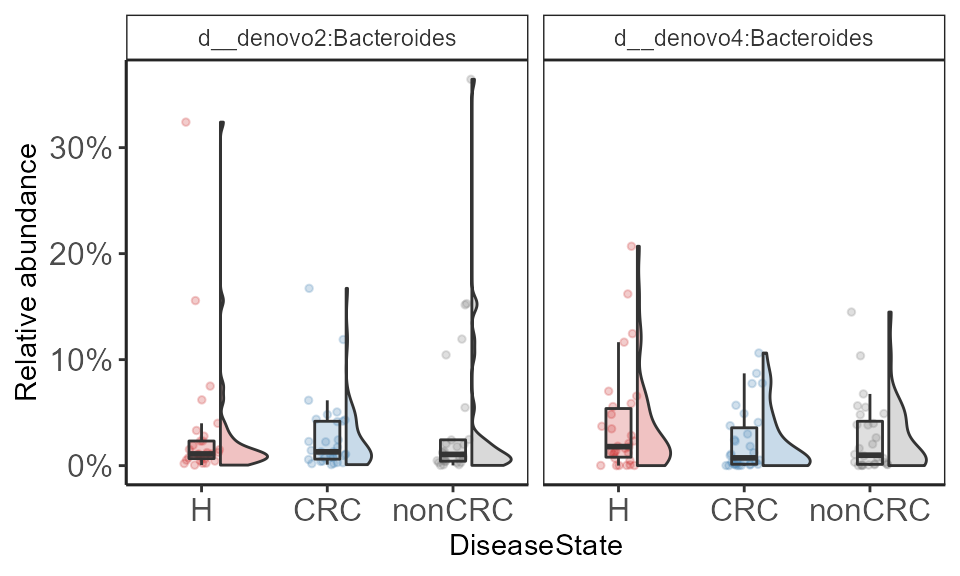 d__denovo2:Bacteroides
d__denovo4:Bacteroides
Relative abundance
30%
20%
10%
0%
H
CRC
nonCRC
H
CRC
nonCRC
DiseaseState